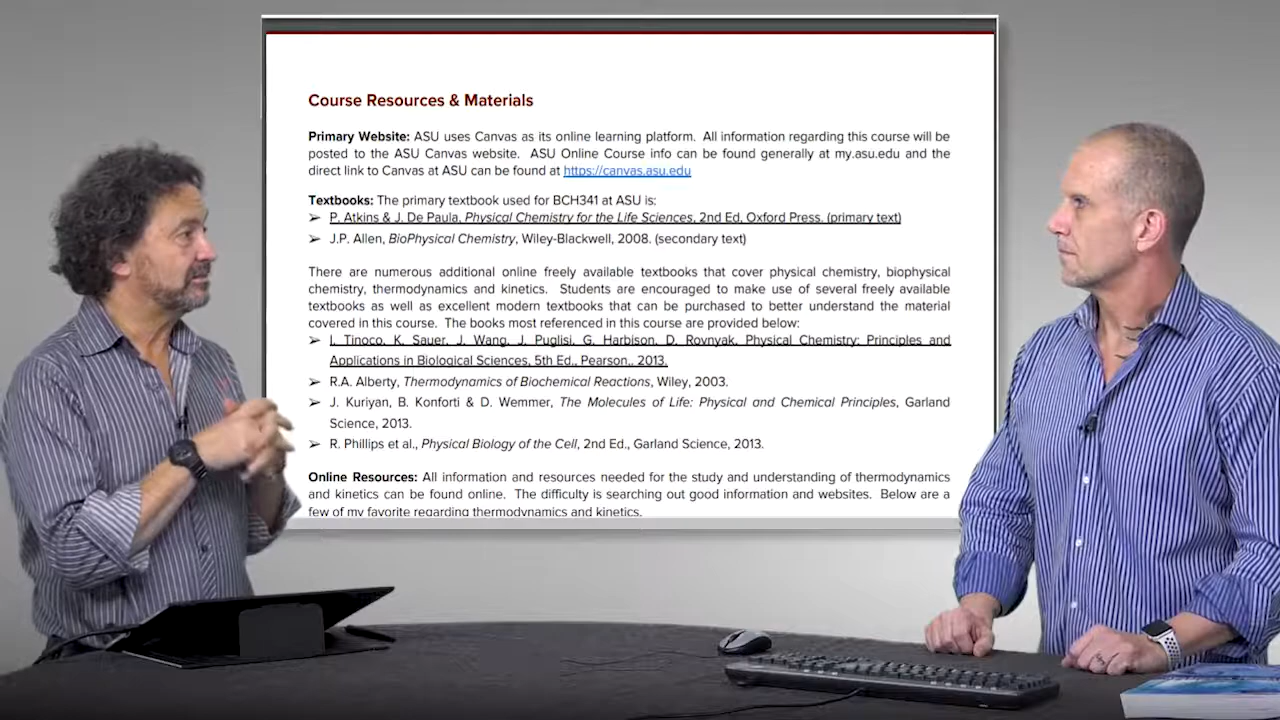 Course Resources & Materials
Primary Website: ASU uses Canvas as its online learning platform. All information regarding this course will be
posted to the ASU Canvas website. ASU Online Course info can be found generally at my.asu.edu and the
direct link to Canvas at ASU can be found at https://canvas.asu.edu
Textbooks: The primary textbook used for BCH341 at ASU is:
➢ P. Atkins & J. De Paula, Physical Chemistry for the Life Sciences, 2nd Ed, Oxford Press. (primary text)
➢ J.P. Allen, BioPhysical Chemistry, Wiley-Blackwell, 2008. (secondary text)
There are numerous additional online freely available textbooks that cover physical chemistry, biophysical
chemistry, thermodynamics and kinetics. Students are encouraged to make use of several freely available
textbooks as well as excellent modern textbooks that can be purchased to better understand the material
covered in this course. The books most referenced in this course are provided below:
➢ I. Tinoco, K. Sauer, J. Wang, J. Puglisi, G. Harbison, D. Rovnyak, Physical Chemistry: Principles and
Applications in Biological Sciences, 5th Ed., Pearson,, 2013.
➢ R.A. Alberty, Thermodynamics of Biochemical Reactions, Wiley, 2003.
➢ J. Kuriyan, B. Konforti & D. Wemmer, The Molecules of Life: Physical and Chemical Principles, Garland
Science, 2013.
➢ R. Phillips et al., Physical Biology of the Cell, 2nd Ed., Garland Science, 2013.
Online Resources: All information and resources needed for the study and understanding of thermodynamics
and kinetics can be found online. The difficulty is searching out good information and websites. Below are a
few of my favorite regarding thermodynamics and kinetics.